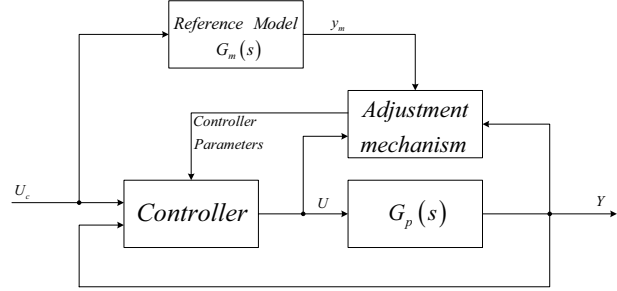 Reference Model
G_m(s)
y_m
Controller
Parameters
Adjustment
mechanism
U_c
Controller
U
G_p(s)
Y